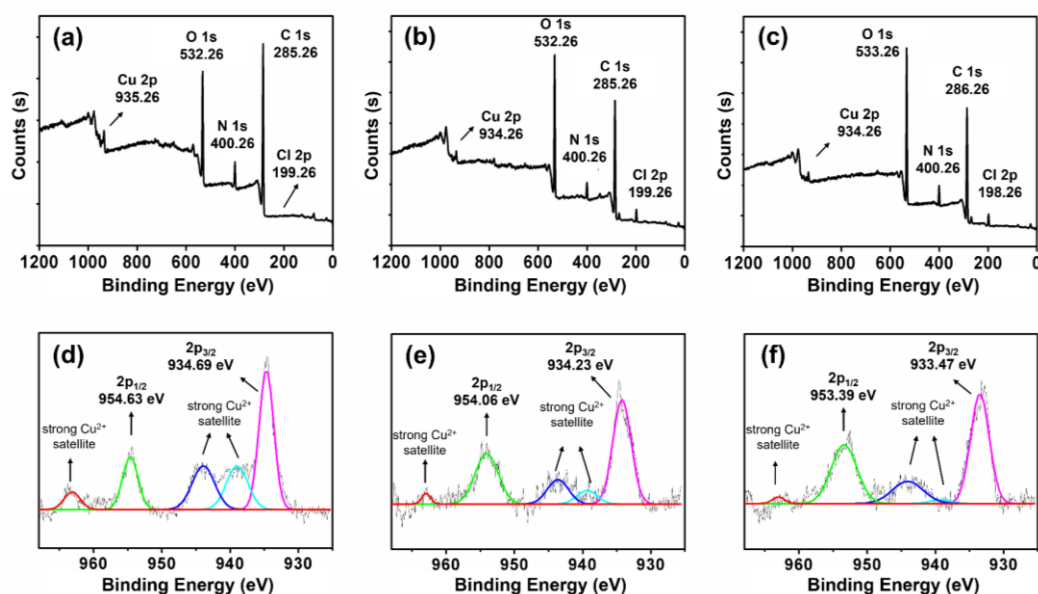 (a)
O 1s
532.26
C 1s
285.26
Cu 2p
935.26
N 1s
400.26
Cl 2p
199.26
Counts (s)
1200 1000 800 600 400 200 0
Binding Energy (eV)
(b)
O 1s
532.26
C 1s
285.26
Cu 2p
934.26
N 1s
400.26
Cl 2p
199.26
Counts (s)
1200 1000 800 600 400 200 0
Binding Energy (eV)
(c)
O 1s
533.26
C 1s
286.26
Cu 2p
934.26
N 1s
400.26
Cl 2p
198.26
Counts (s)
1200 1000 800 600 400 200 0
Binding Energy (eV)
(d)
2p3/2
934.69 eV
2p1/2
954.63 eV
strong Cu2+
satellite
strong Cu2+
satellite
960 950 940 930
Binding Energy (eV)
(e)
2p3/2
934.23 eV
2p1/2
954.06 eV
strong Cu2+
satellite
strong Cu2+
satellite
960 950 940 930
Binding Energy (eV)
(f)
2p3/2
933.47 eV
2p1/2
953.39 eV
strong Cu2+
satellite
strong Cu2+
satellite
960 950 940 930
Binding Energy (eV)